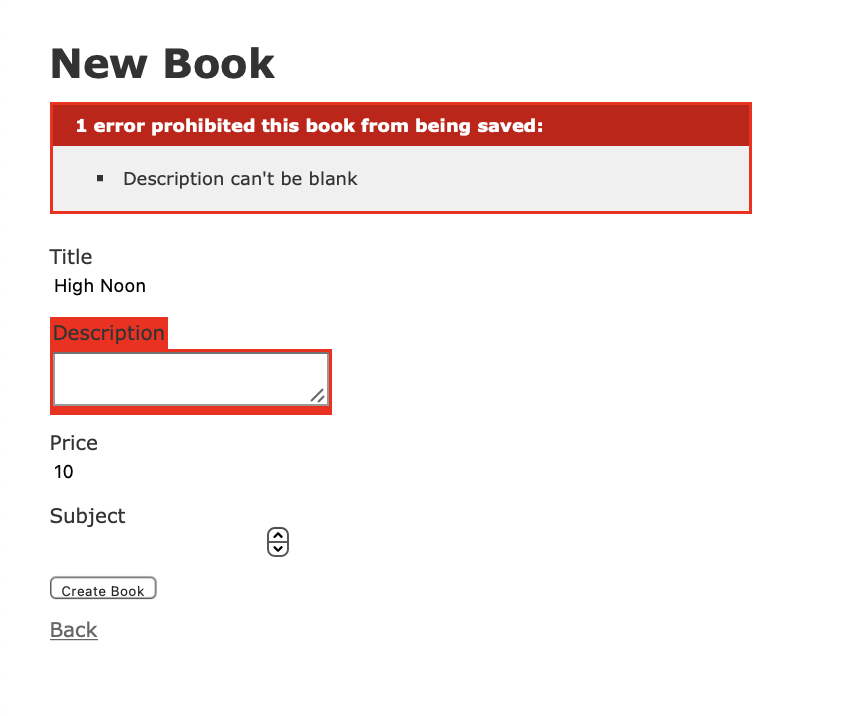 New Book
1 error prohibited this book from being saved:
Description can't be blank
Title
High Noon
Description
Price
10
Subject
Create Book
Back